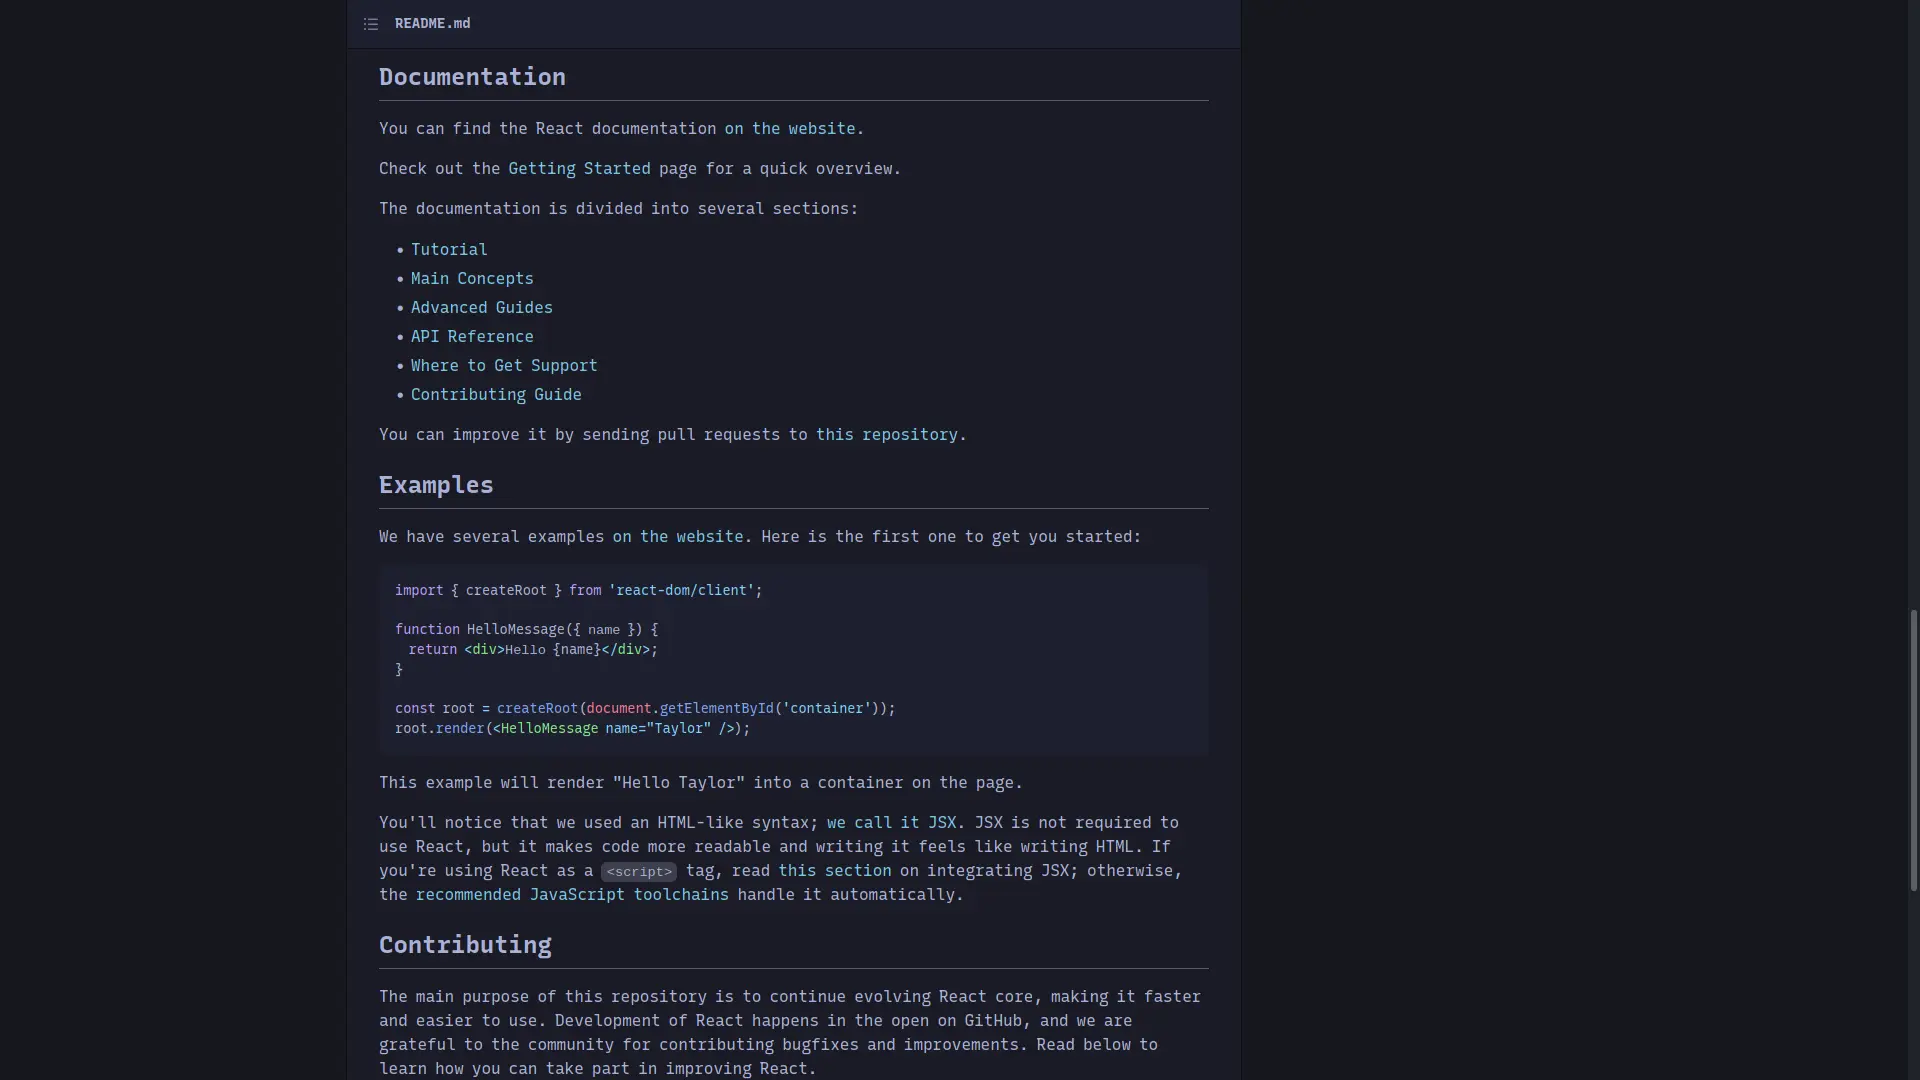 README.md
Documentation
You can find the React documentation on the website.
Check out the Getting Started page for a quick overview.
The documentation is divided into several sections:
• Tutorial
• Main Concepts
• Advanced Guides
• API Reference
• Where to Get Support
• Contributing Guide
You can improve it by sending pull requests to this repository.
Examples
We have several examples on the website. Here is the first one to get you started:
import { createRoot } from 'react-dom/client';
function HelloMessage({ name }) {
  return <div>Hello {name}</div>;
}
const root = createRoot(document.getElementById('container'));
root.render(<HelloMessage name="Taylor" />);
This example will render "Hello Taylor" into a container on the page.
You'll notice that we used an HTML-like syntax; we call it JSX. JSX is not required to
use React, but it makes code more readable and writing it feels like writing HTML. If
you're using React as a <script> tag, read this section on integrating JSX; otherwise,
the recommended JavaScript toolchains handle it automatically.
Contributing
The main purpose of this repository is to continue evolving React core, making it faster
and easier to use. Development of React happens in the open on GitHub, and we are
grateful to the community for contributing bugfixes and improvements. Read below to
learn how you can take part in improving React.